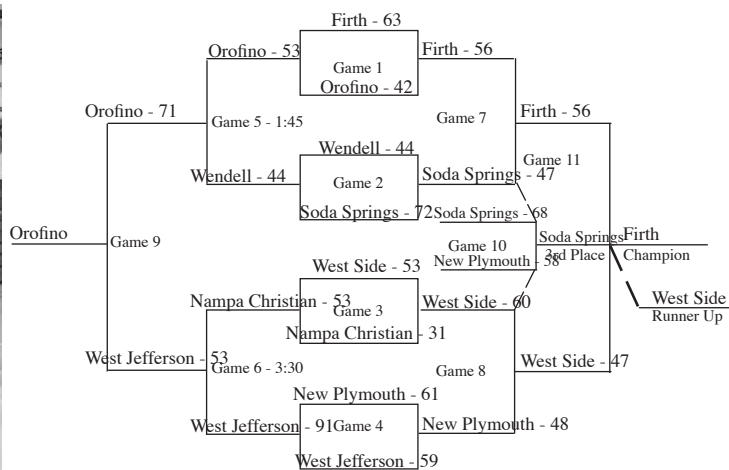 Firth - 63
Orofino - 53
Firth - 56
Game 1
Orofino - 42
Orofino - 71
Game 5 - 1:45
Game 7
Firth - 56
Wendell - 44
Game 11
Wendell - 44
Game 2
Soda Springs - 47
Soda Springs - 72
Soda Springs - 68
Orofino
Game 9
Game 10
Soda Springs
Firth
3rd Place
Champion
West Side - 53
New Plymouth - 58
Nampa Christian - 53
Game 3
West Side - 60
West Side
Runner Up
Nampa Christian - 31
West Jefferson - 53
Game 6 - 3:30
Game 8
West Side - 47
New Plymouth - 61
West Jefferson - 91
Game 4
New Plymouth - 48
West Jefferson - 59